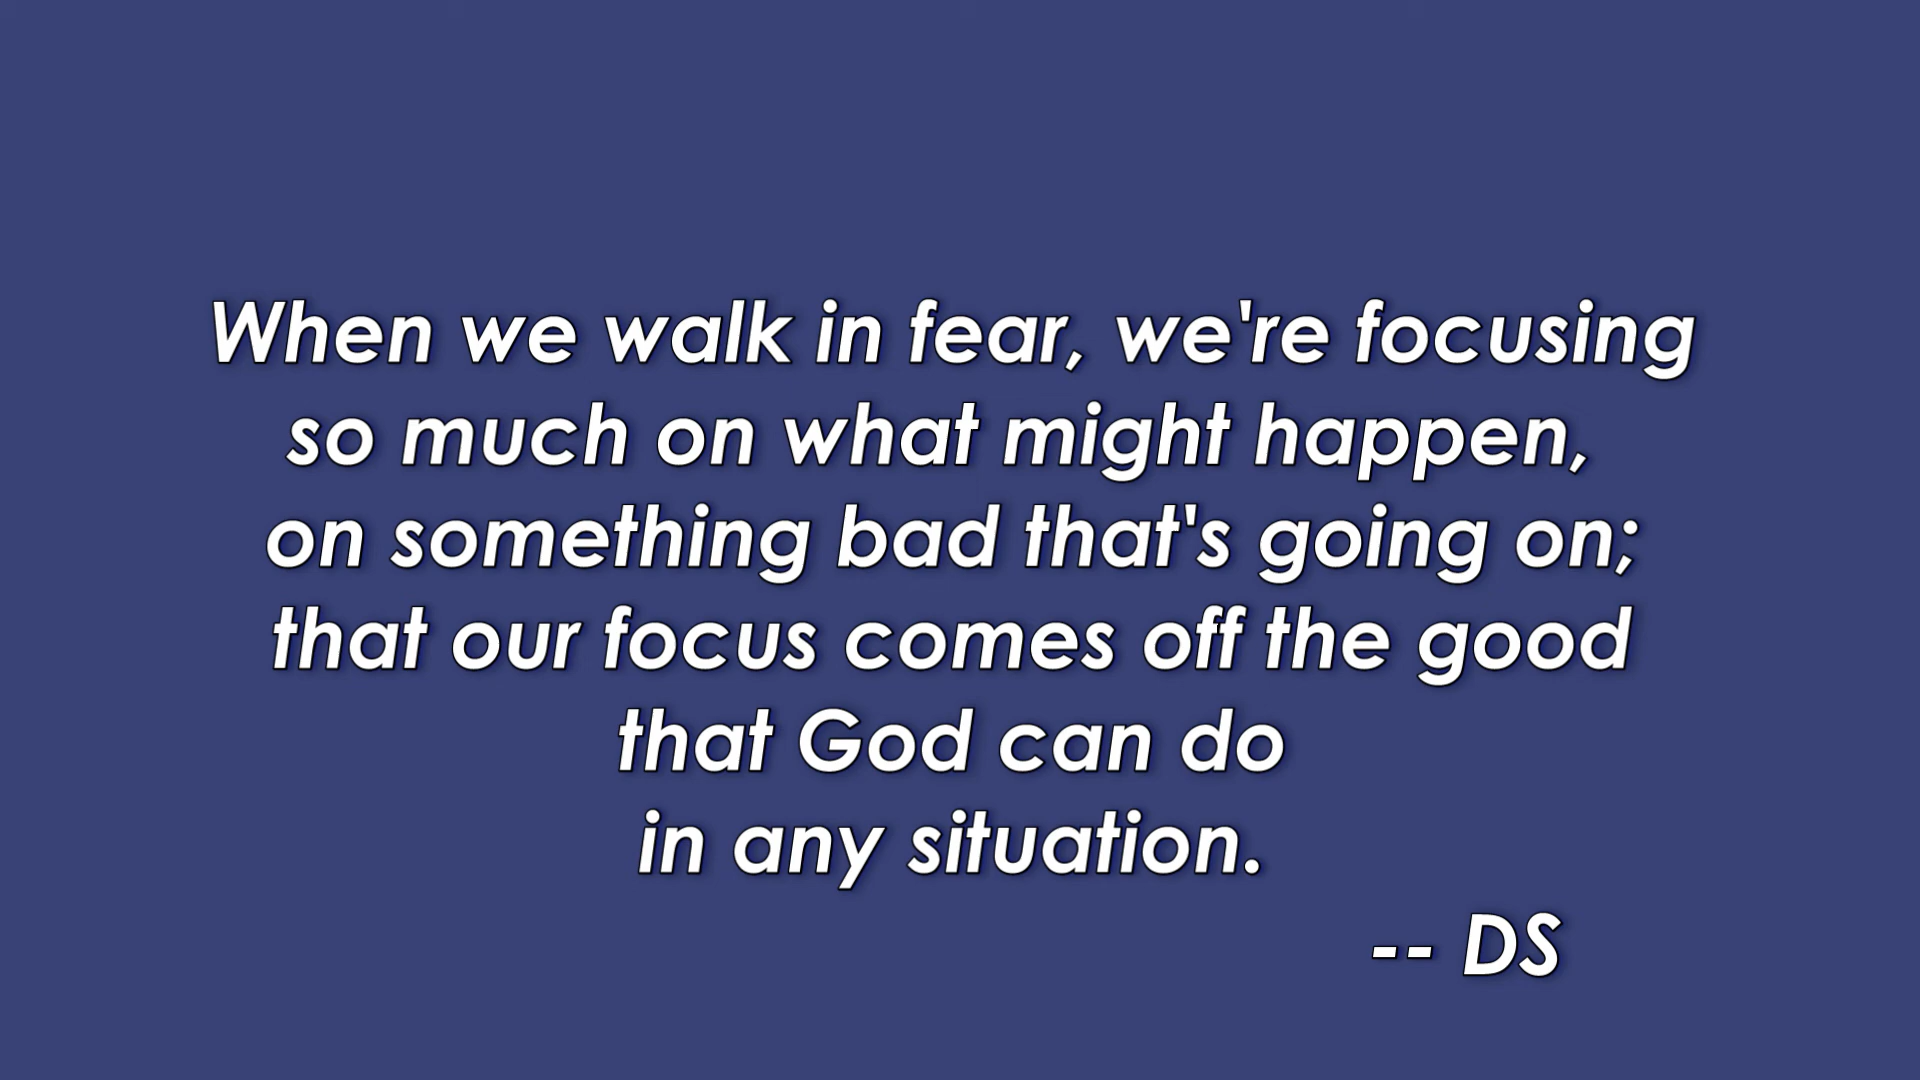 When we walk in fear, we're focusing
so much on what might happen,
on something bad that's going on;
that our focus comes off the good
that God can do
in any situation.
-- DS